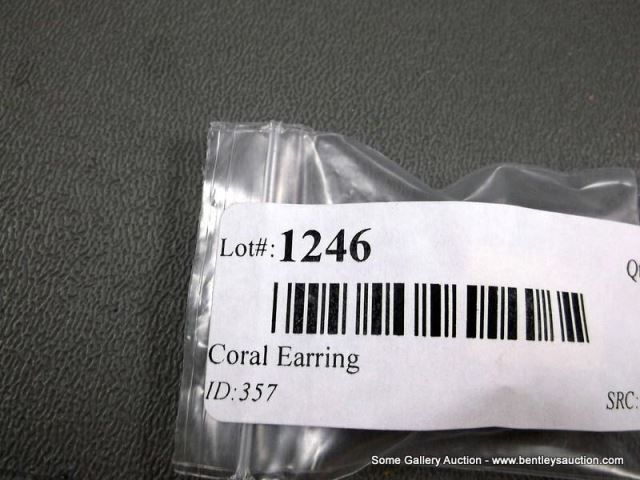 Lot#: 1246
Coral Earring
ID:357
SRC:
Some Gallery Auction - www.bentleysauction.com